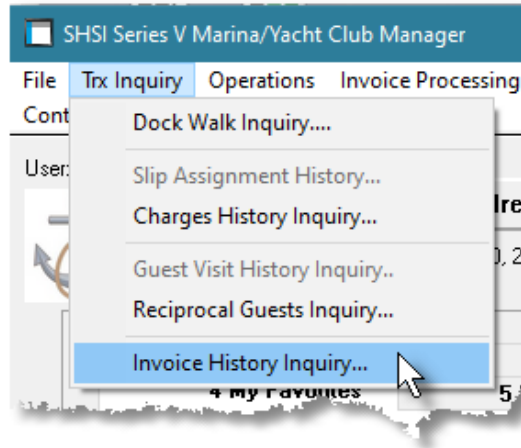 SHSI Series V Marina/Yacht Club Manager
File Trx Inquiry Operations Invoice Processing
Cont
Dock Walk Inquiry....
User:
Slip Assignment History...
Charges History Inquiry...
Guest Visit History Inquiry..
Reciprocal Guests Inquiry...
Invoice History Inquiry...
4 My Favorites
5